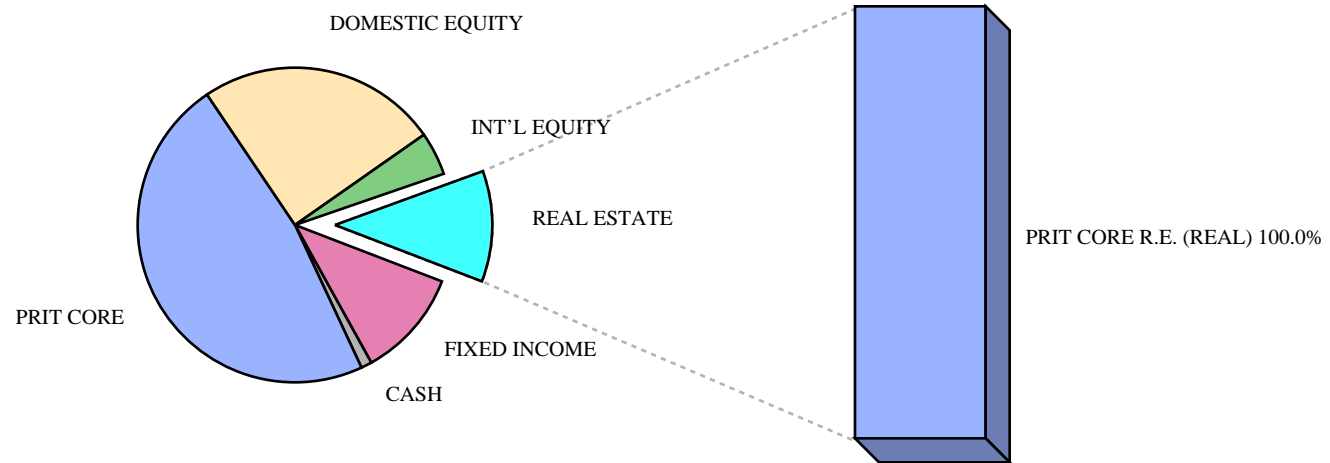 DOMESTIC EQUITY
INT'L EQUITY
REAL ESTATE
PRIT CORE R.E. (REAL) 100.0%
PRIT CORE
FIXED INCOME
CASH